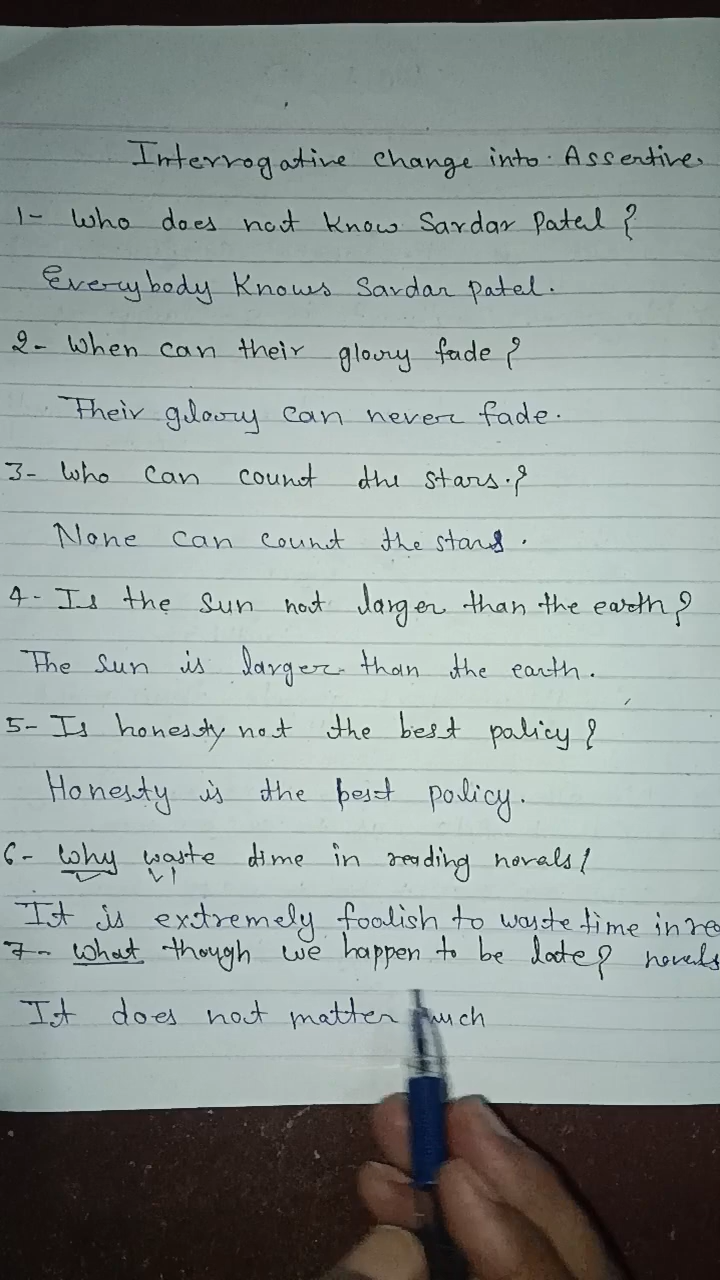 Interrogative change into Assertive.
1- Who does not know Sardar Patel?
Everybody knows Sardar patel.
2- When can their gloury fade?
Their gloury can never fade.
3- Who can count the stars.?
None can count the stars.
4- Is the sun not larger than the earth?
The sun is larger than the earth.
5- Is honesty not the best policy?
Honesty is the best policy.
6- Why waste time in reading novals!
It is extremely foolish to waste time in re
7- What though we happen to be late? novels
It does not matter much